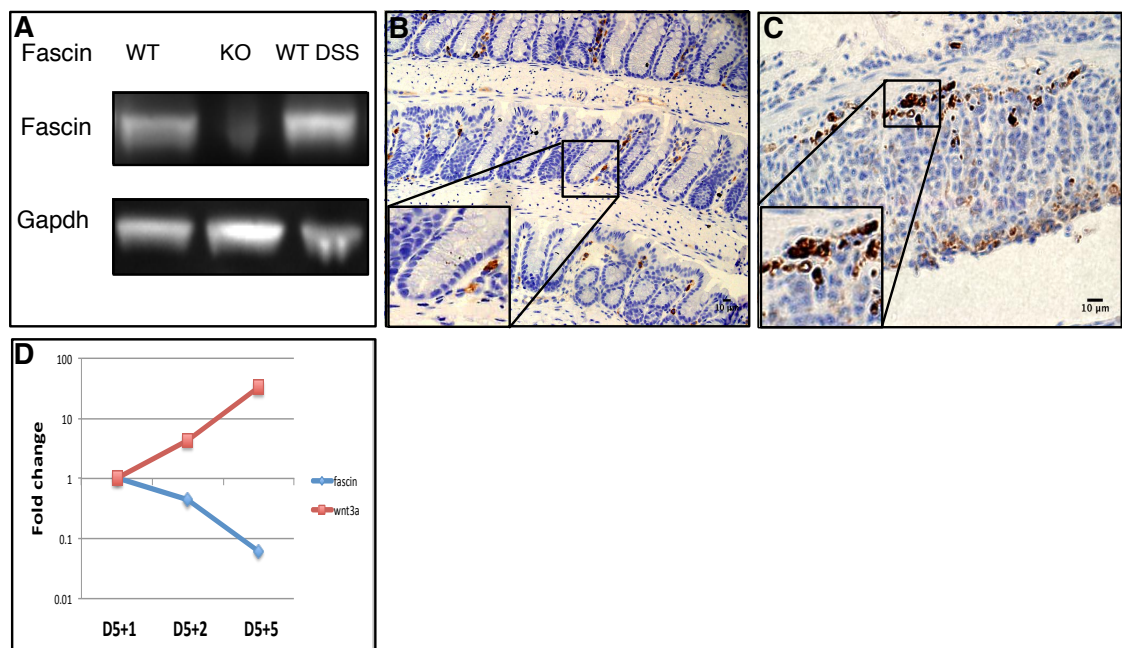 A
Fascin WT KO WT DSS
Fascin
Gapdh
B
10 µm
C
10 µm
D
100
10
1
0.1
0.01
Fold change
D5+1 D5+2 D5+5
fascin
wnt3a